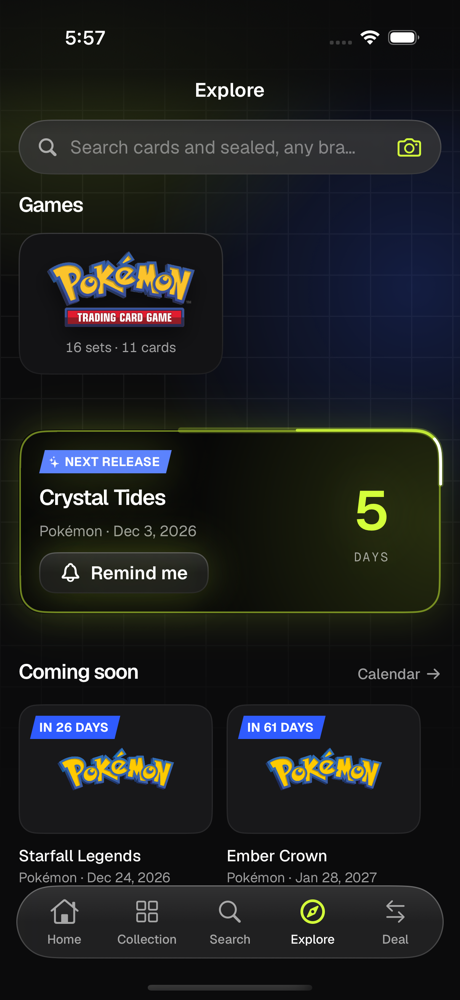 5:57
Explore
Search cards and sealed, any bra...
Games
Pokémon
TRADING CARD GAME
16 sets · 11 cards
NEXT RELEASE
Crystal Tides
Pokémon · Dec 3, 2026
Remind me
5
DAYS
Coming soon
Calendar →
IN 26 DAYS
Pokémon
Starfall Legends
Pokémon · Dec 24, 2026
IN 61 DAYS
Pokémon
Ember Crown
Pokémon · Jan 28, 2027
Home
Collection
Search
Explore
Deal